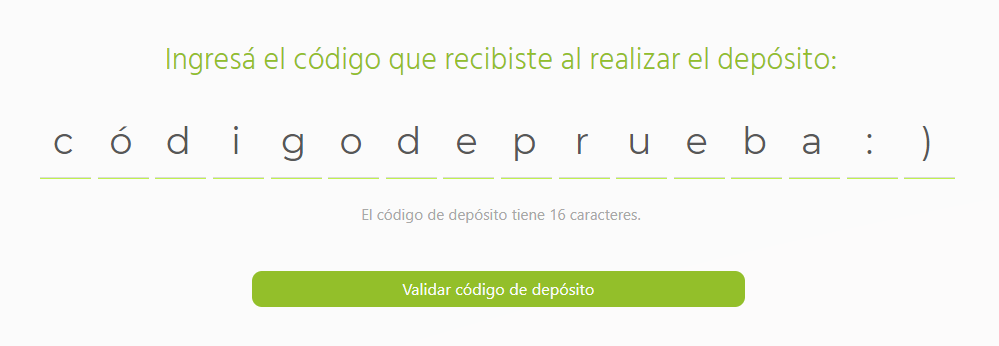 Ingresá el código que recibiste al realizar el depósito:
c ó d i g o d e p r u e b a : )
El código de depósito tiene 16 caracteres.
Validar código de depósito